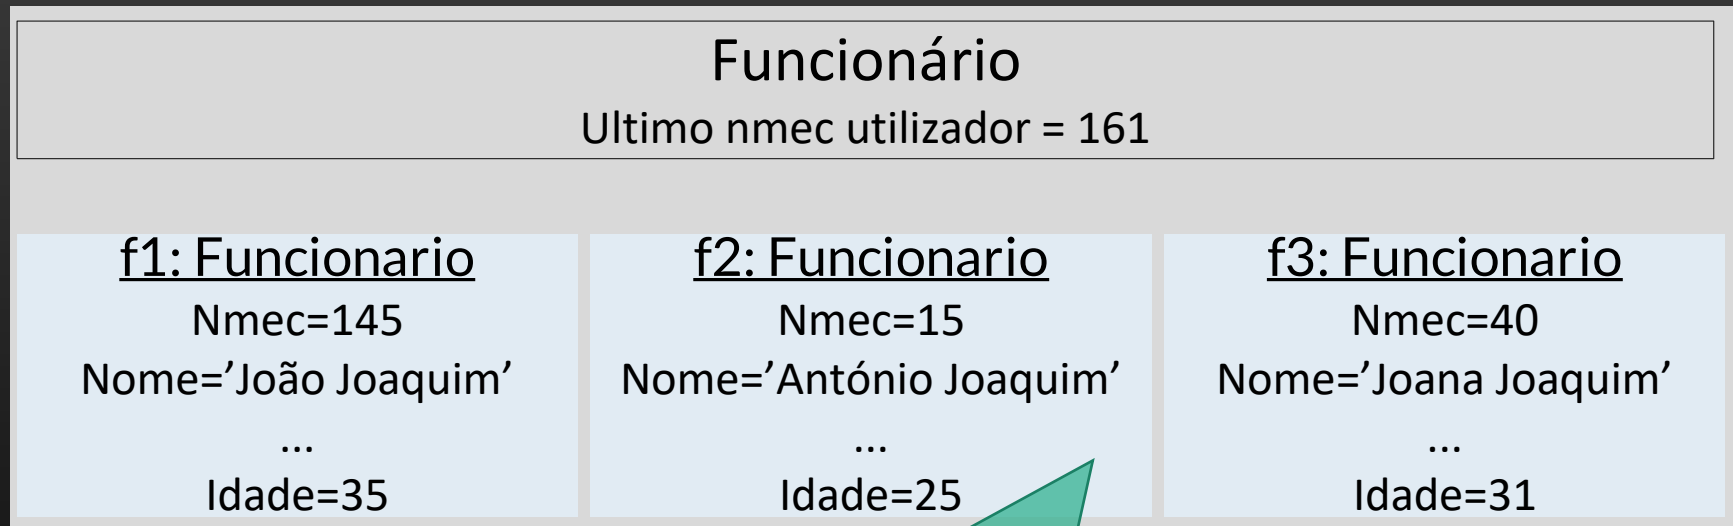 Funcionário
Ultimo nmec utilizador = 161
f1: Funcionario
Nmec=145
Nome=’João Joaquim’
...
Idade=35
f2: Funcionario
Nmec=15
Nome=’António Joaquim’
...
Idade=25
f3: Funcionario
Nmec=40
Nome=’Joana Joaquim’
...
Idade=31